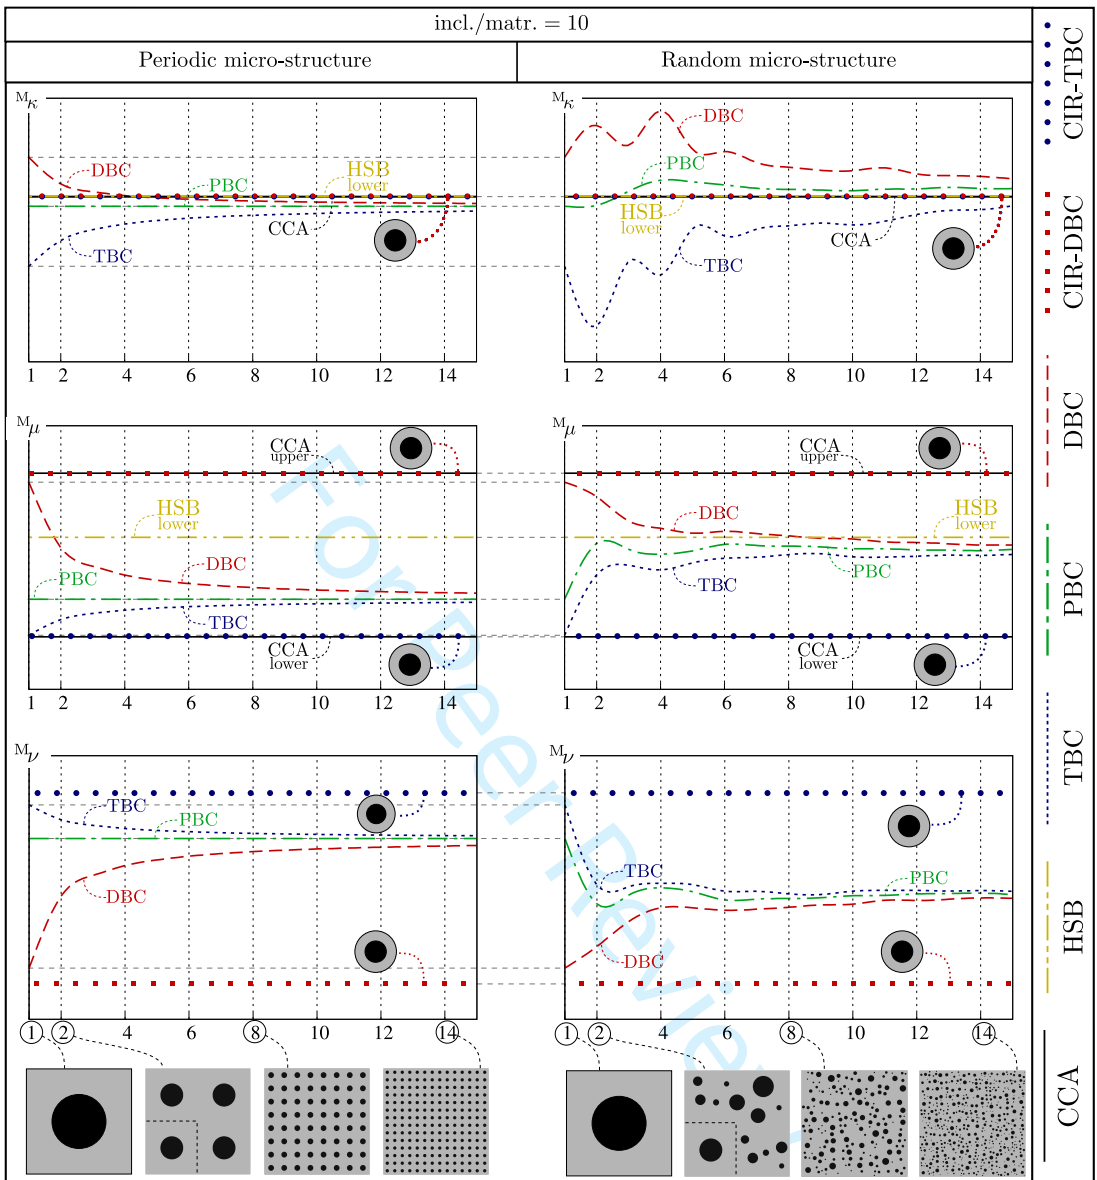 incl./matr. = 10
Periodic micro-structure
Random micro-structure
Mκ
DBC
PBC
HSB
lower
CCA
TBC
1 2 4 6 8 10 12 14
Mκ
DBC
PBC
HSB
lower
CCA
TBC
1 2 4 6 8 10 12 14
Mμ
CCA
upper
HSB
lower
DBC
PBC
TBC
CCA
lower
1 2 4 6 8 10 12 14
Mμ
CCA
upper
DBC
HSB
lower
PBC
TBC
CCA
lower
1 2 4 6 8 10 12 14
Mν
TBC
PBC
DBC
1 2 4 6 8 10 12 14
Mν
TBC
PBC
DBC
1 2 4 6 8 10 12 14
CIR-TBC
CIR-DBC
DBC
PBC
TBC
HSB
CCA
For Peer Review